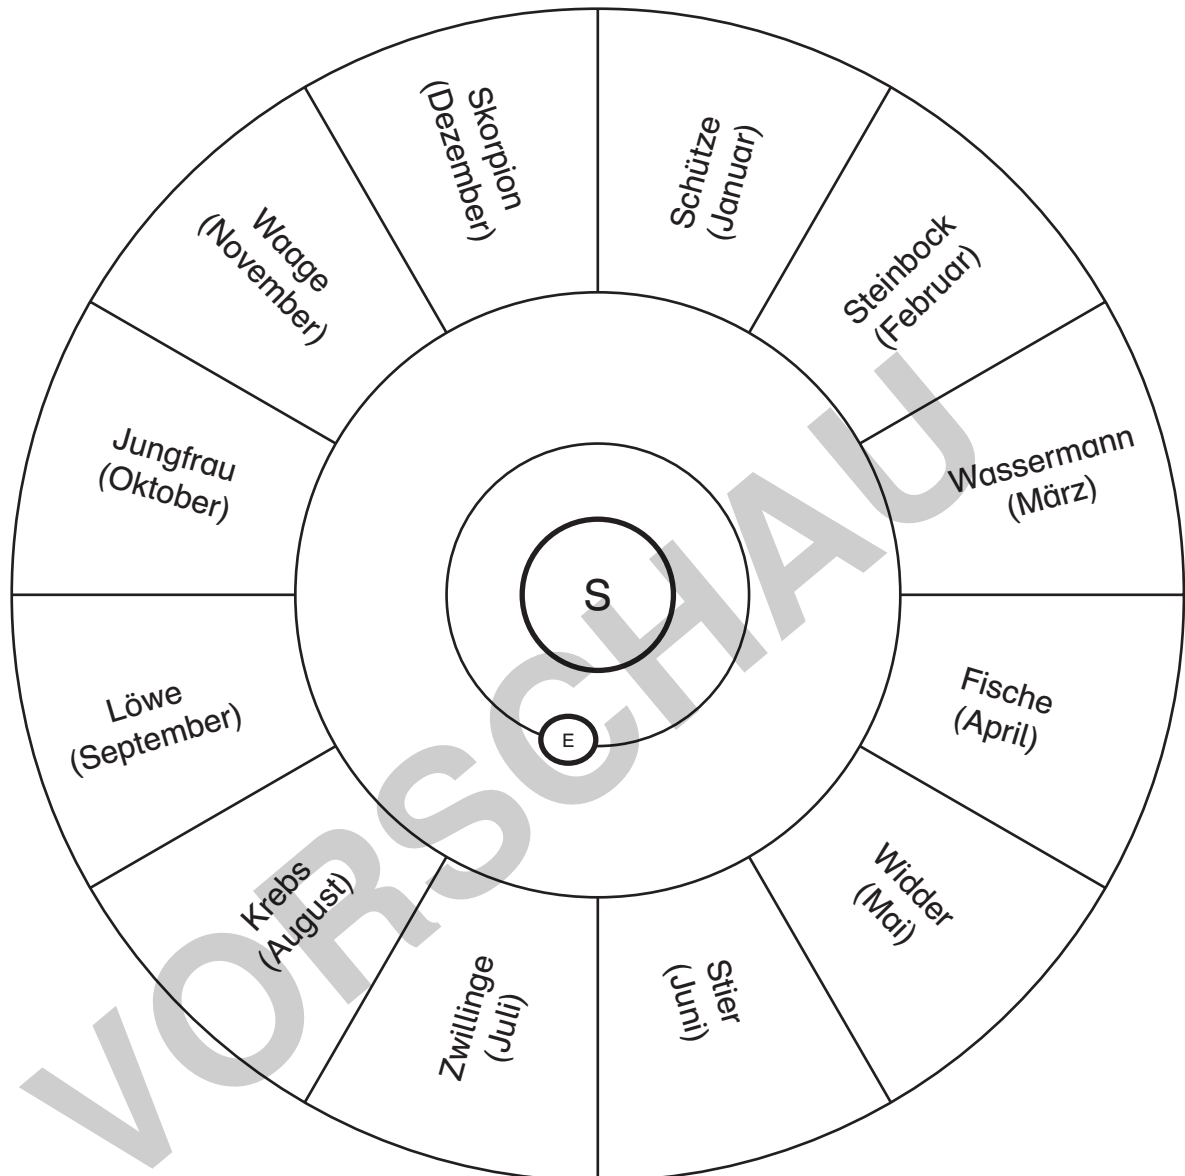 Skorpion
(Dezember)
Schütze
(Januar)
Steinbock
(Februar)
Wassermann
(März)
Fische
(April)
Widder
(Mai)
Stier
(Juni)
Zwillinge
(Juli)
Krebs
(August)
Löwe
(September)
Jungfrau
(Oktober)
Waage
(November)
S
E
VORSCHAU